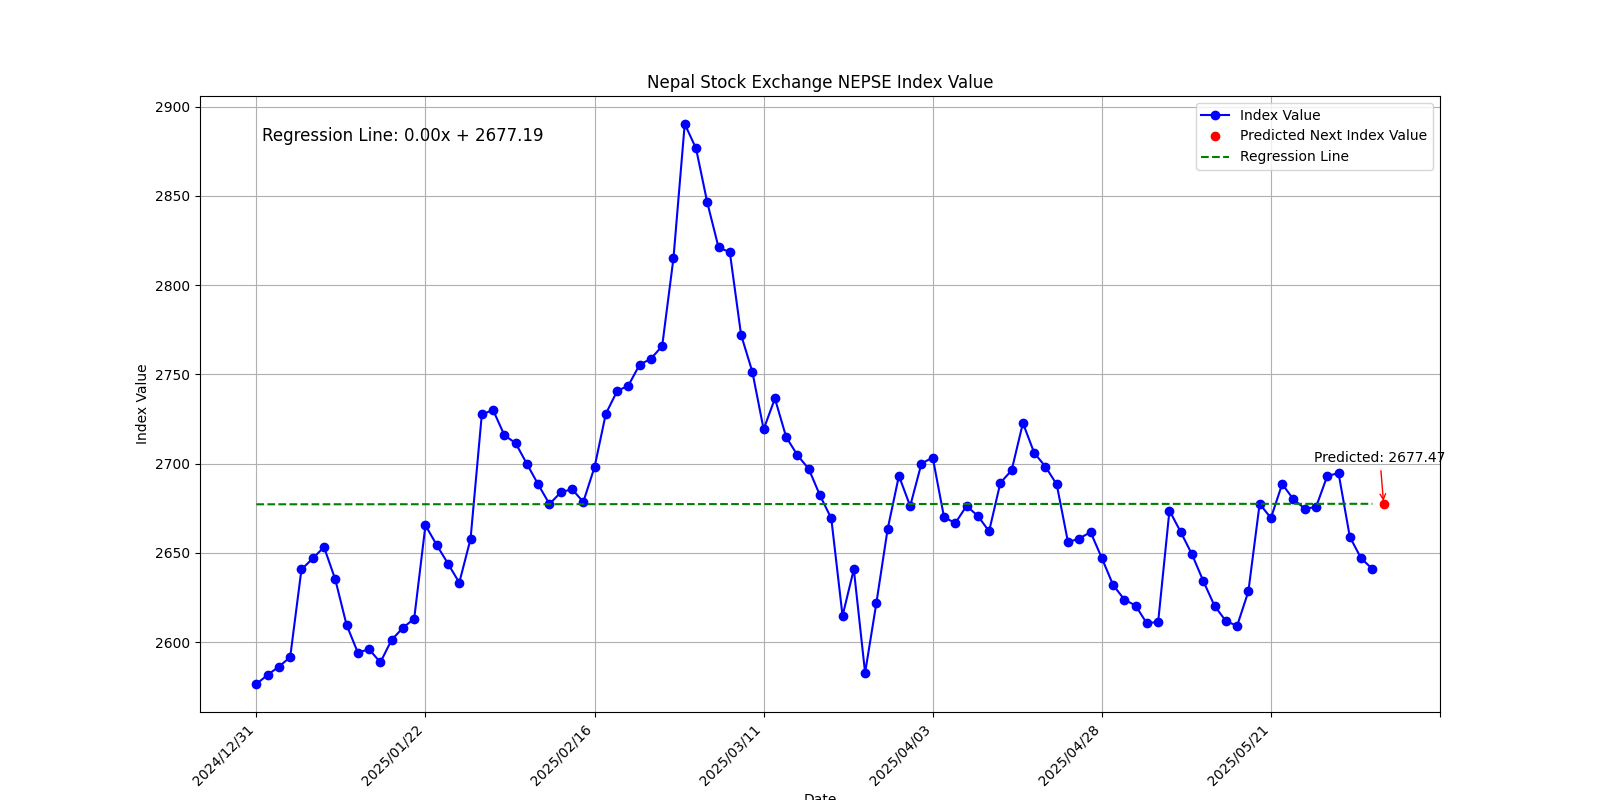 Nepal Stock Exchange NEPSE Index Value
Regression Line: 0.00x + 2677.19
Index Value
Predicted Next Index Value
Regression Line
Predicted: 2677.47
Index Value
2900
2850
2800
2750
2700
2650
2600
2024/12/31
2025/01/22
2025/02/16
2025/03/11
2025/04/03
2025/04/28
2025/05/21
Date